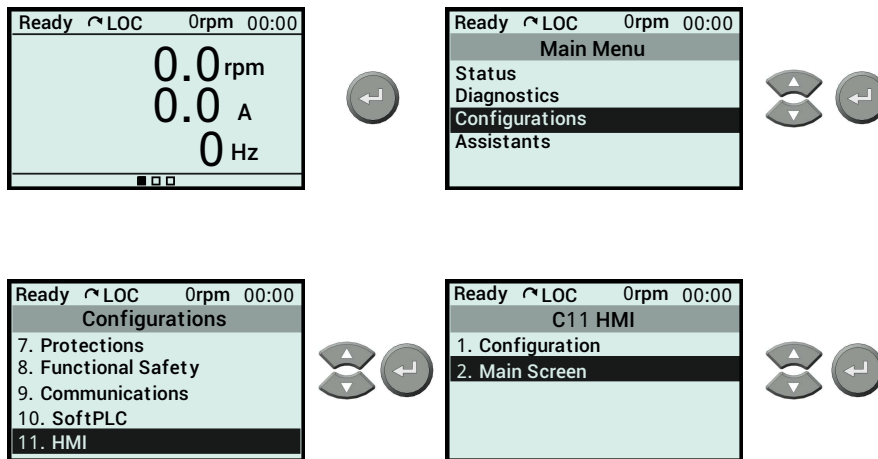 Ready LOC 0rpm 00:00
0.0 rpm
0.0 A
0 Hz
Ready LOC 0rpm 00:00
Main Menu
Status
Diagnostics
Configurations
Assistants
Ready LOC 0rpm 00:00
Configurations
7. Protections
8. Functional Safety
9. Communications
10. SoftPLC
11. HMI
Ready LOC 0rpm 00:00
C11 HMI
1. Configuration
2. Main Screen